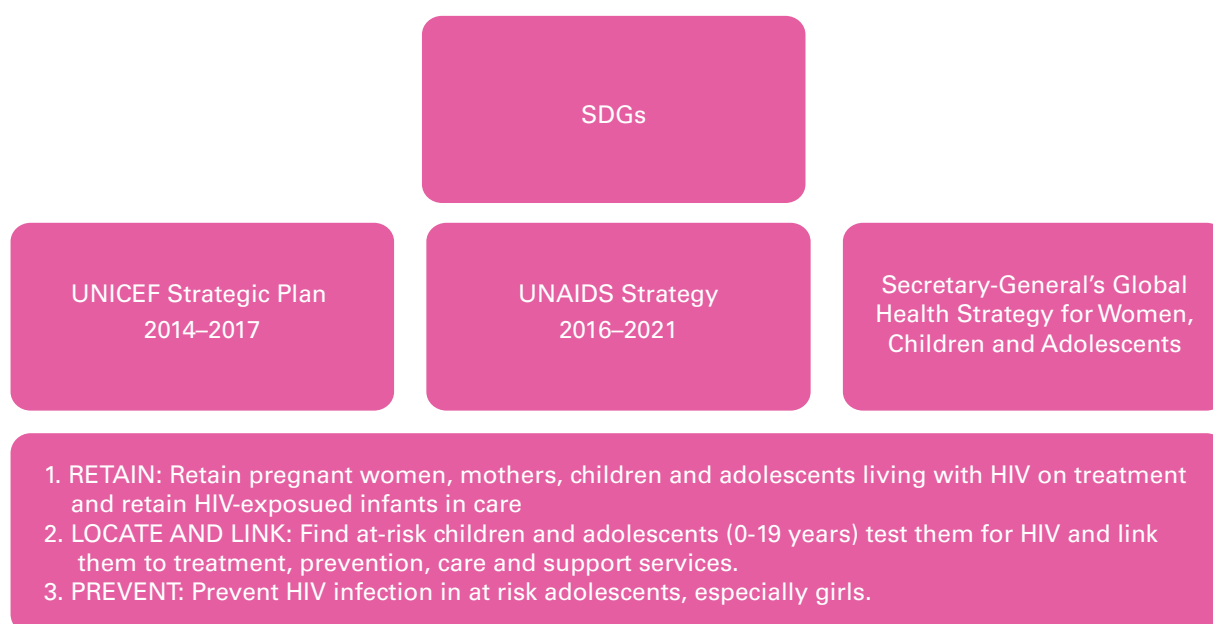 SDGs
UNICEF Strategic Plan
2014–2017
UNAIDS Strategy
2016–2021
Secretary-General’s Global
Health Strategy for Women,
Children and Adolescents
1. RETAIN: Retain pregnant women, mothers, children and adolescents living with HIV on treatment
and retain HIV-exposued infants in care
2. LOCATE AND LINK: Find at-risk children and adolescents (0-19 years) test them for HIV and link
them to treatment, prevention, care and support services.
3. PREVENT: Prevent HIV infection in at risk adolescents, especially girls.